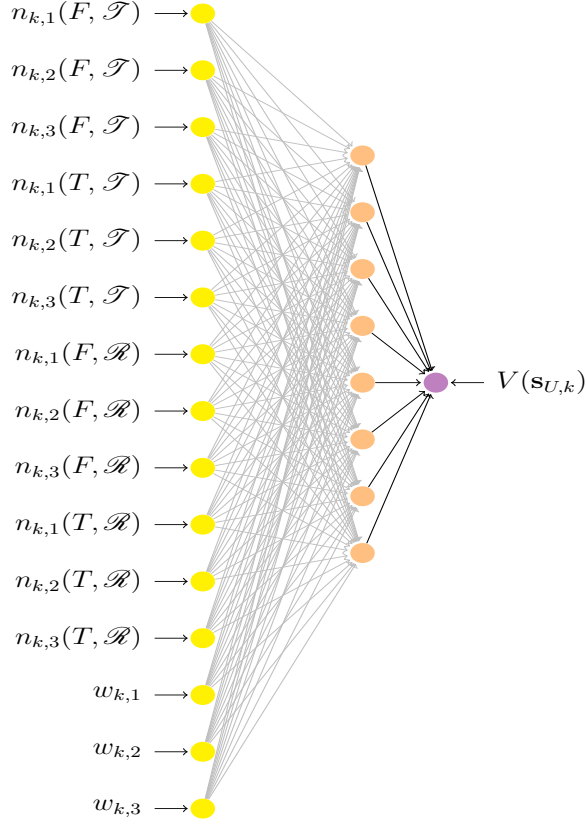 n_{k,1}(F, 𝒯)
n_{k,2}(F, 𝒯)
n_{k,3}(F, 𝒯)
n_{k,1}(T, 𝒯)
n_{k,2}(T, 𝒯)
n_{k,3}(T, 𝒯)
n_{k,1}(F, ℛ)
V(𝐬_{U,k})
n_{k,2}(F, ℛ)
n_{k,3}(F, ℛ)
n_{k,1}(T, ℛ)
n_{k,2}(T, ℛ)
n_{k,3}(T, ℛ)
w_{k,1}
w_{k,2}
w_{k,3}